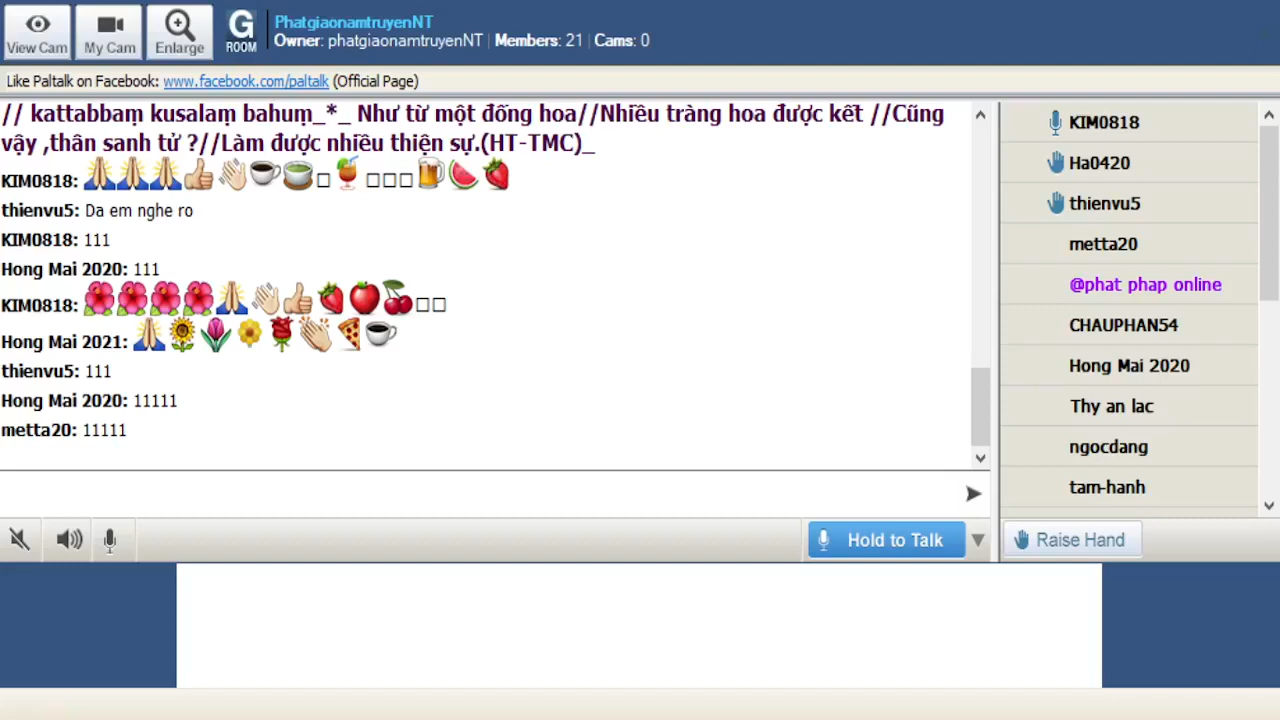 View Cam
My Cam
Enlarge
G
ROOM
PhatgiaonamtruyenNT
Owner: phatgiaonamtruyenNT | Members: 21 | Cams: 0
Like Paltalk on Facebook: www.facebook.com/paltalk (Official Page)
// kattabbaṃ kusalaṃ bahuṃ_*_ Như từ một đống hoa//Nhiều tràng hoa được kết //Cũng
vậy ,thân sanh tử ?//Làm được nhiều thiện sự.(HT-TMC)_
KIM0818:
thienvu5: Da em nghe ro
KIM0818: 111
Hong Mai 2020: 111
KIM0818:
Hong Mai 2021:
thienvu5: 111
Hong Mai 2020: 11111
metta20: 11111
Hold to Talk
KIM0818
Ha0420
thienvu5
metta20
@phat phap online
CHAUPHAN54
Hong Mai 2020
Thy an lac
ngocdang
tam-hanh
Raise Hand